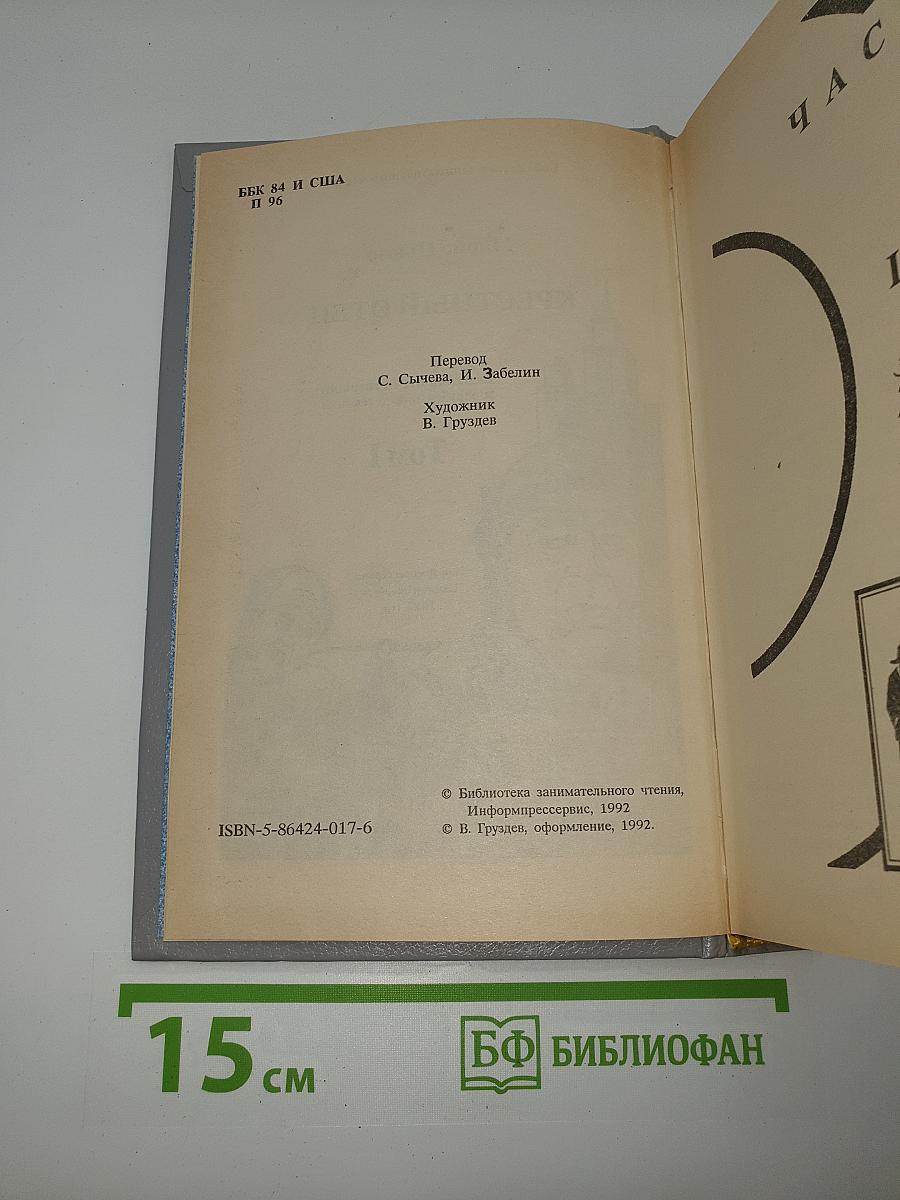 ББК 84 И США
П 96
Перевод
С. Сычева, И. Забелин
Художник
В. Груздев
ISBN-5-86424-017-6
© Библиотека занимательного чтения,
Информпрессервис, 1992
© В. Груздев, оформление, 1992.
ЧАС
15 см
БФ БИБЛИОФАН